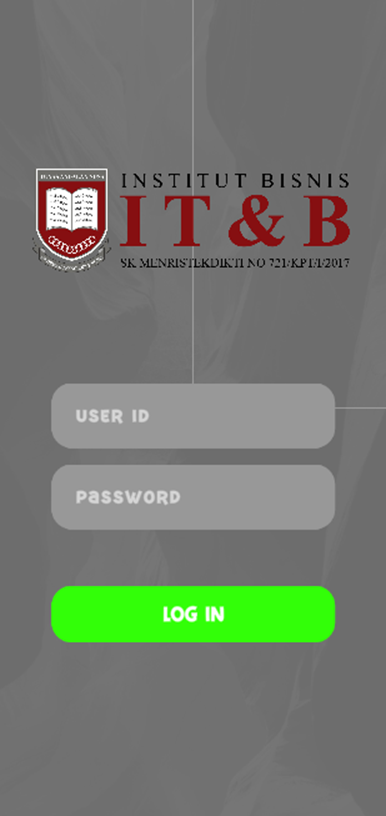 INSTITUT BISNIS
IT&B
SK MENRISTEKDIKTI NO 721/KPT/I/2017
USER ID
PASSWORD
LOG IN